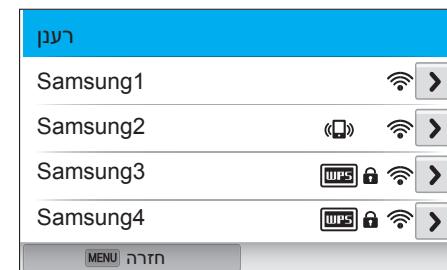 רענן
Samsung1
Samsung2
Samsung3 WPS
Samsung4 WPS
MENU חזרה